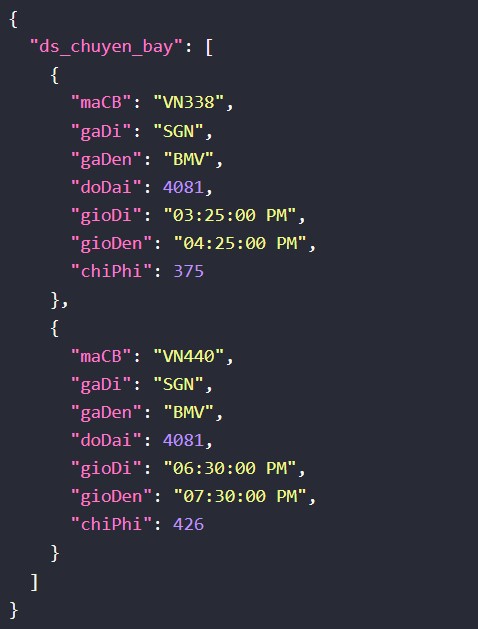 {
  "ds_chuyen_bay": [
    {
      "maCB": "VN338",
      "gaDi": "SGN",
      "gaDen": "BMV",
      "doDai": 4081,
      "gioDi": "03:25:00 PM",
      "gioDen": "04:25:00 PM",
      "chiPhi": 375
    },
    {
      "maCB": "VN440",
      "gaDi": "SGN",
      "gaDen": "BMV",
      "doDai": 4081,
      "gioDi": "06:30:00 PM",
      "gioDen": "07:30:00 PM",
      "chiPhi": 426
    }
  ]
}